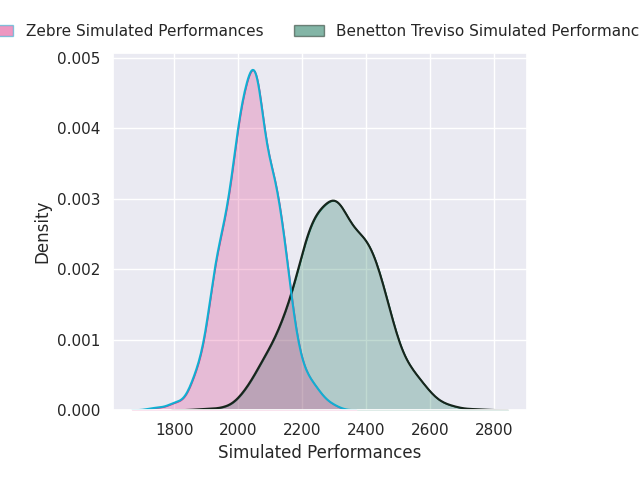 Zebre Simulated Performances
Benetton Treviso Simulated Performanc
0.005
0.004
0.003
0.002
0.001
0.000
Density
1800 2000 2200 2400 2600 2800
Simulated Performances